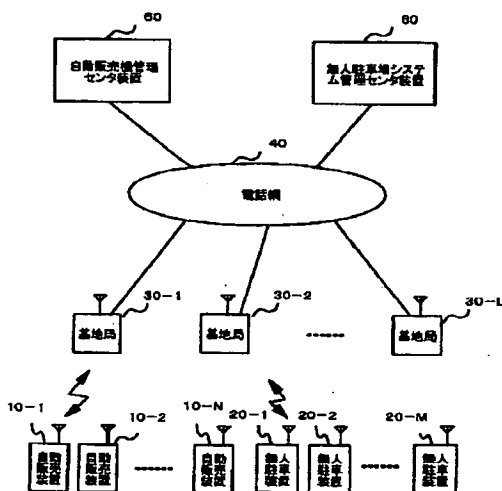 60
60
自動販売機管理
センタ装置
無人駐車場システ
ム管理センタ装置
40
電話網
30-1
30-2
30-L
基地局
基地局
......
基地局
10-1
10-2
10-N
20-1
20-2
20-M
自動
販売
装置
自動
販売
装置
......
自動
販売
装置
無人
駐車
装置
無人
駐車
装置
......
無人
駐車
装置